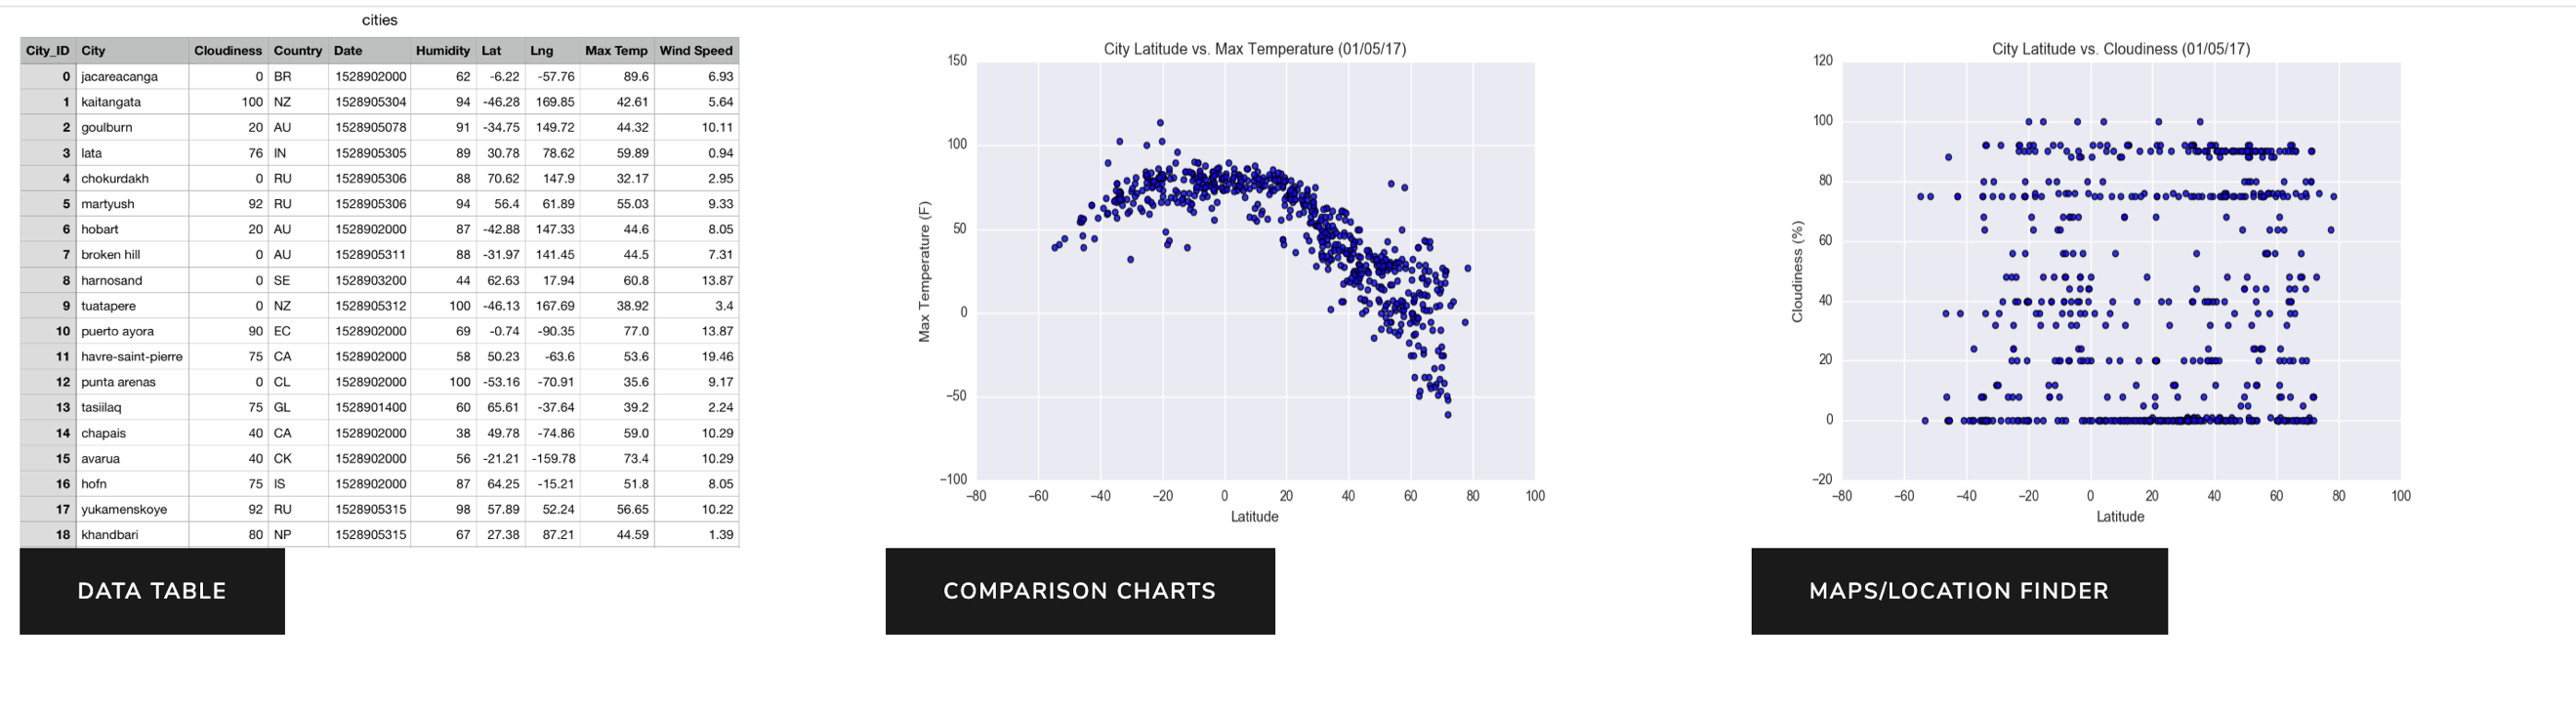 cities
City_ID City Cloudiness Country Date Humidity Lat Lng Max Temp Wind Speed
0 jacareacanga 0 BR 1528902000 62 -6.22 -57.76 89.6 6.93
1 kaitangata 100 NZ 1528905304 94 -46.28 169.85 42.61 5.64
2 goulburn 20 AU 1528905078 91 -34.75 149.72 44.32 10.11
3 lata 76 IN 1528905305 89 30.78 78.62 59.89 0.94
4 chokurdakh 0 RU 1528905306 88 70.62 147.9 32.17 2.95
5 martyush 92 RU 1528905306 94 56.4 61.89 55.03 9.33
6 hobart 20 AU 1528902000 87 -42.88 147.33 44.6 8.05
7 broken hill 0 AU 1528905311 88 -31.97 141.45 44.5 7.31
8 harnosand 0 SE 1528903200 44 62.63 17.94 60.8 13.87
9 tuatapere 0 NZ 1528905312 100 -46.13 167.69 38.92 3.4
10 puerto ayora 90 EC 1528902000 69 -0.74 -90.35 77.0 13.87
11 havre-saint-pierre 75 CA 1528902000 58 50.23 -63.6 53.6 19.46
12 punta arenas 0 CL 1528902000 100 -53.16 -70.91 35.6 9.17
13 tasiilaq 75 GL 1528901400 60 65.61 -37.64 39.2 2.24
14 chapais 40 CA 1528902000 38 49.78 -74.86 59.0 10.29
15 avarua 40 CK 1528902000 56 -21.21 -159.78 73.4 10.29
16 hofn 75 IS 1528902000 87 64.25 -15.21 51.8 8.05
17 yukamenskoye 92 RU 1528905315 98 57.89 52.24 56.65 10.22
18 khandbari 80 NP 1528905315 67 27.38 87.21 44.59 1.39
DATA TABLE
City Latitude vs. Max Temperature (01/05/17)
Max Temperature (F)
150
100
50
0
−50
−100
−80 −60 −40 −20 0 20 40 60 80 100
Latitude
COMPARISON CHARTS
City Latitude vs. Cloudiness (01/05/17)
Cloudiness (%)
120
100
80
60
40
20
0
−20
−80 −60 −40 −20 0 20 40 60 80 100
Latitude
MAPS/LOCATION FINDER